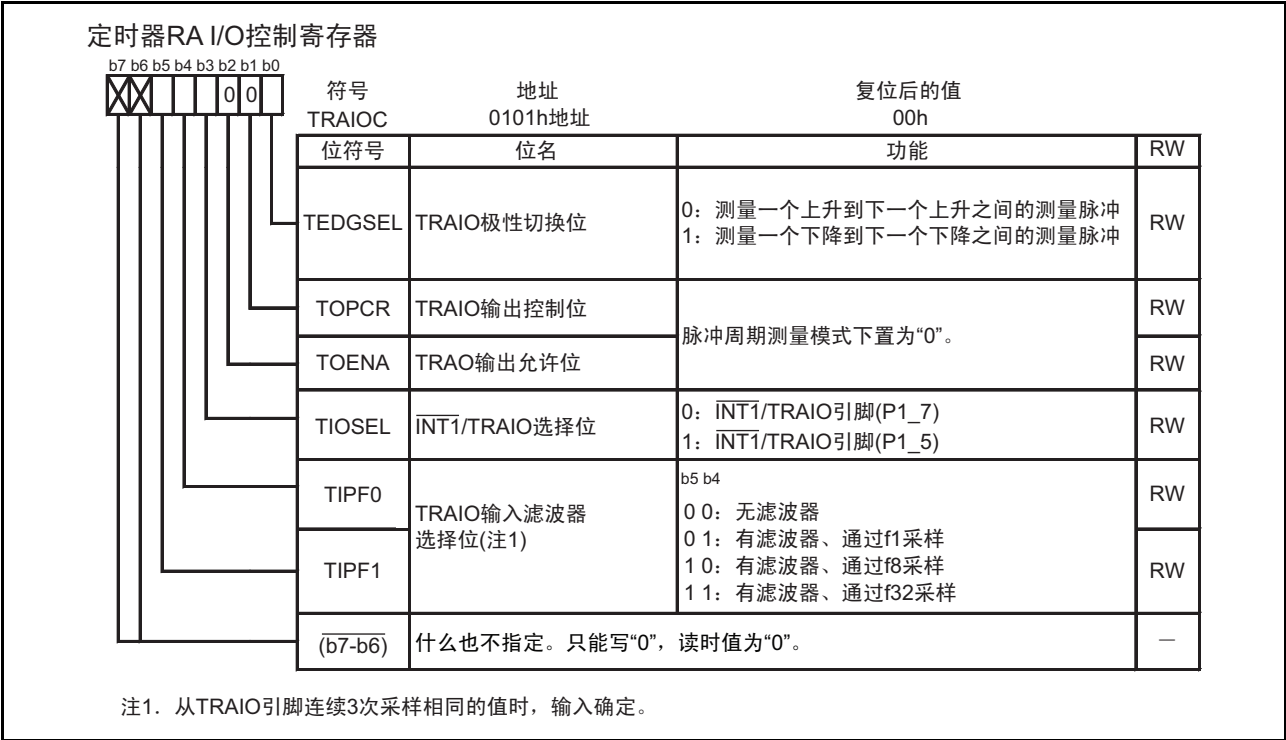 定时器RA I/O控制寄存器
b7 b6 b5 b4 b3 b2 b1 b0
0 0
符号 地址 复位后的值
TRAIOC 0101h地址 00h
位符号 位名 功能 RW
TEDGSEL TRAIO极性切换位 0：测量一个上升到下一个上升之间的测量脉冲 RW
1：测量一个下降到下一个下降之间的测量脉冲
TOPCR TRAIO输出控制位 RW
脉冲周期测量模式下置为“0”。
TOENA TRAO输出允许位 RW
TIOSEL INT1/TRAIO选择位 0：INT1/TRAIO引脚(P1_7) RW
1：INT1/TRAIO引脚(P1_5)
TIPF0 TRAIO输入滤波器 b5 b4 RW
选择位(注1) 0 0：无滤波器
0 1：有滤波器、通过f1采样
TIPF1 1 0：有滤波器、通过f8采样 RW
1 1：有滤波器、通过f32采样
(b7-b6) 什么也不指定。只能写“0”，读时值为“0”。 —
注1. 从TRAIO引脚连续3次采样相同的值时，输入确定。